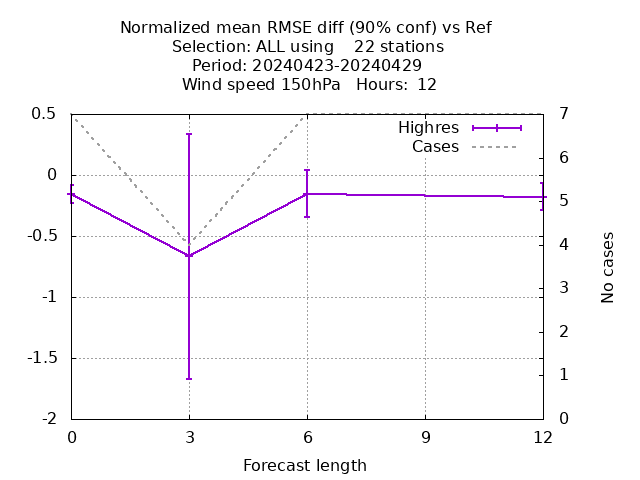 Normalized mean RMSE diff (90% conf) vs Ref
Selection: ALL using    22 stations
Period: 20240423-20240429
Wind speed 150hPa   Hours:  12
Highres
Cases
0.5
0
-0.5
-1
-1.5
-2
7
6
5
4
3
2
1
0
No cases
0 3 6 9 12
Forecast length